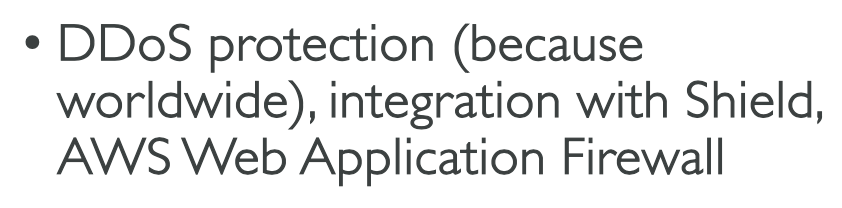 • DDoS protection (because
worldwide), integration with Shield,
AWS Web Application Firewall